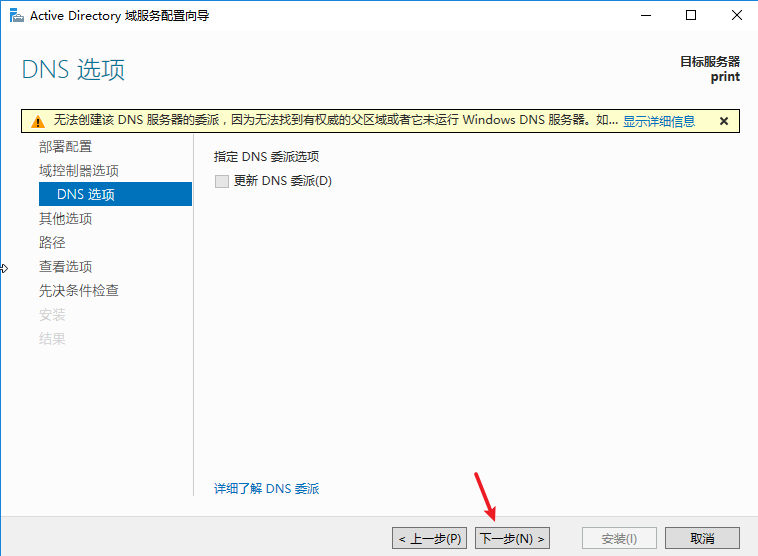 Active Directory 域服务配置向导
DNS 选项
目标服务器
print
无法创建该 DNS 服务器的委派，因为无法找到有权威的父区域或者它未运行 Windows DNS 服务器。如... 显示详细信息
部署配置
域控制器选项
DNS 选项
其他选项
路径
查看选项
先决条件检查
安装
结果
指定 DNS 委派选项
更新 DNS 委派(D)
详细了解 DNS 委派
< 上一步(P) 下一步(N) > 安装(I) 取消